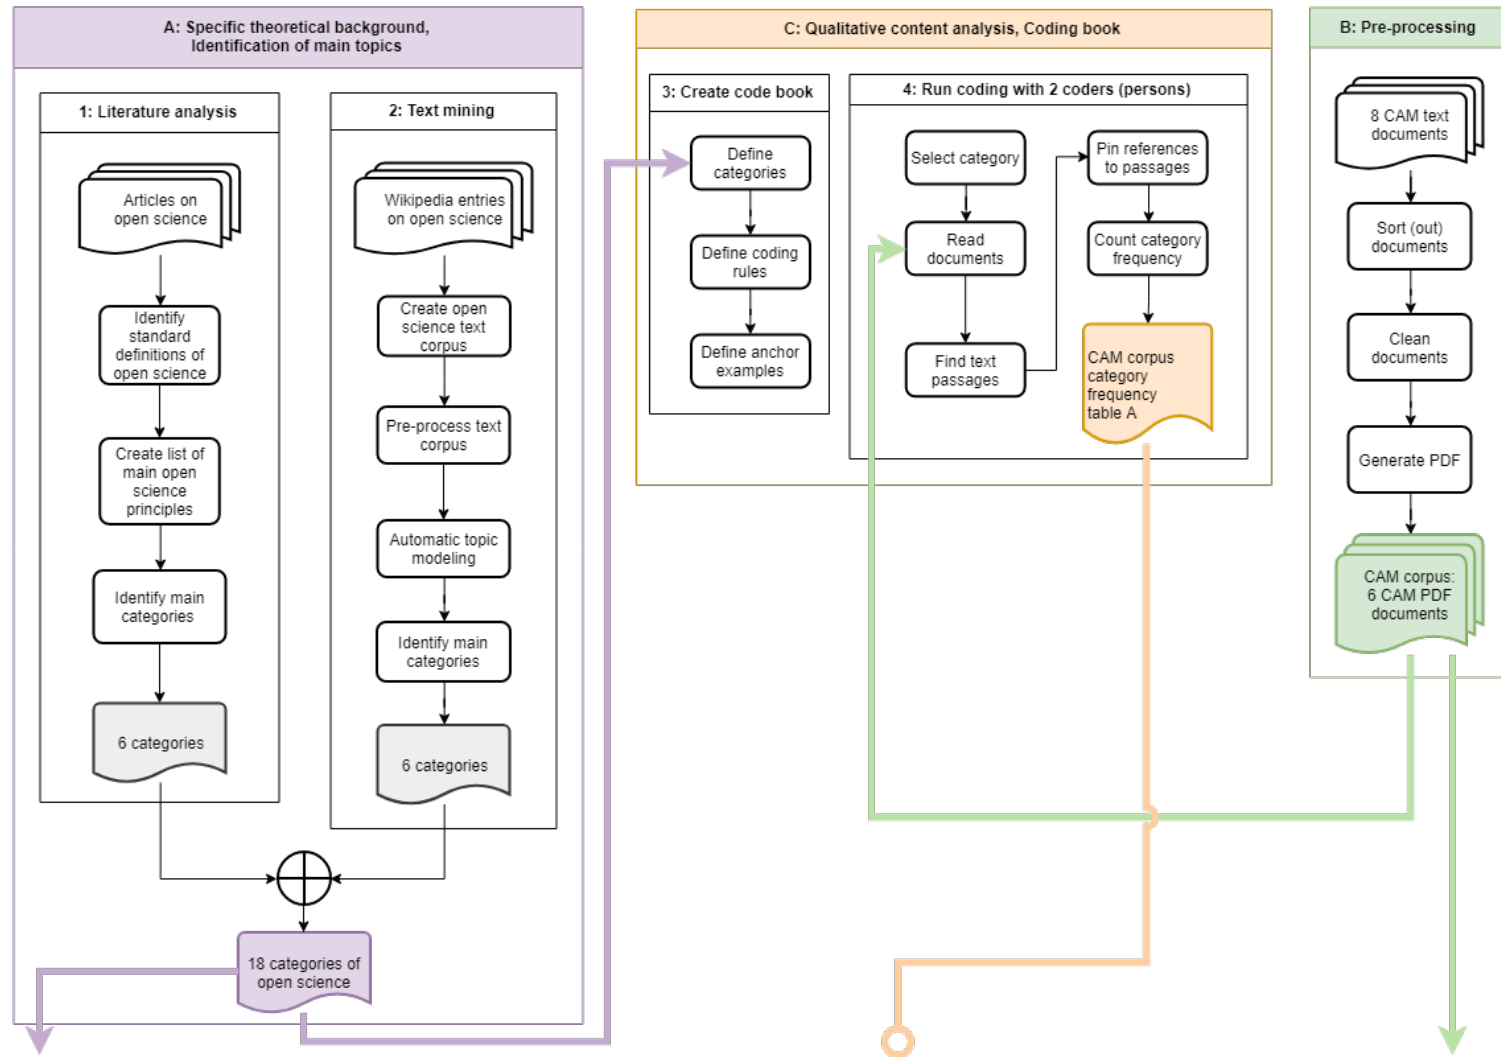 A: Specific theoretical background,
Identification of main topics
1: Literature analysis
Articles on
open science
Identify
standard
definitions of
open science
Create list of
main open
science
principles
Identify main
categories
6 categories
2: Text mining
Wikipedia entries
on open science
Create open
science text
corpus
Pre-process text
corpus
Automatic topic
modeling
Identify main
categories
6 categories
18 categories of
open science
C: Qualitative content analysis, Coding book
3: Create code book
Define
categories
Define coding
rules
Define anchor
examples
4: Run coding with 2 coders (persons)
Select category
Read
documents
Find text
passages
Pin references
to passages
Count category
frequency
CAM corpus
category
frequency
table A
B: Pre-processing
8 CAM text
documents
Sort (out)
documents
Clean
documents
Generate PDF
CAM corpus:
6 CAM PDF
documents